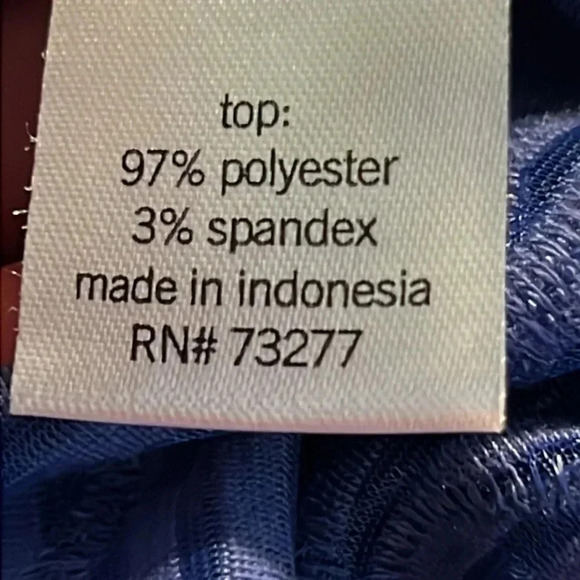 top:
97% polyester
3% spandex
made in indonesia
RN# 73277